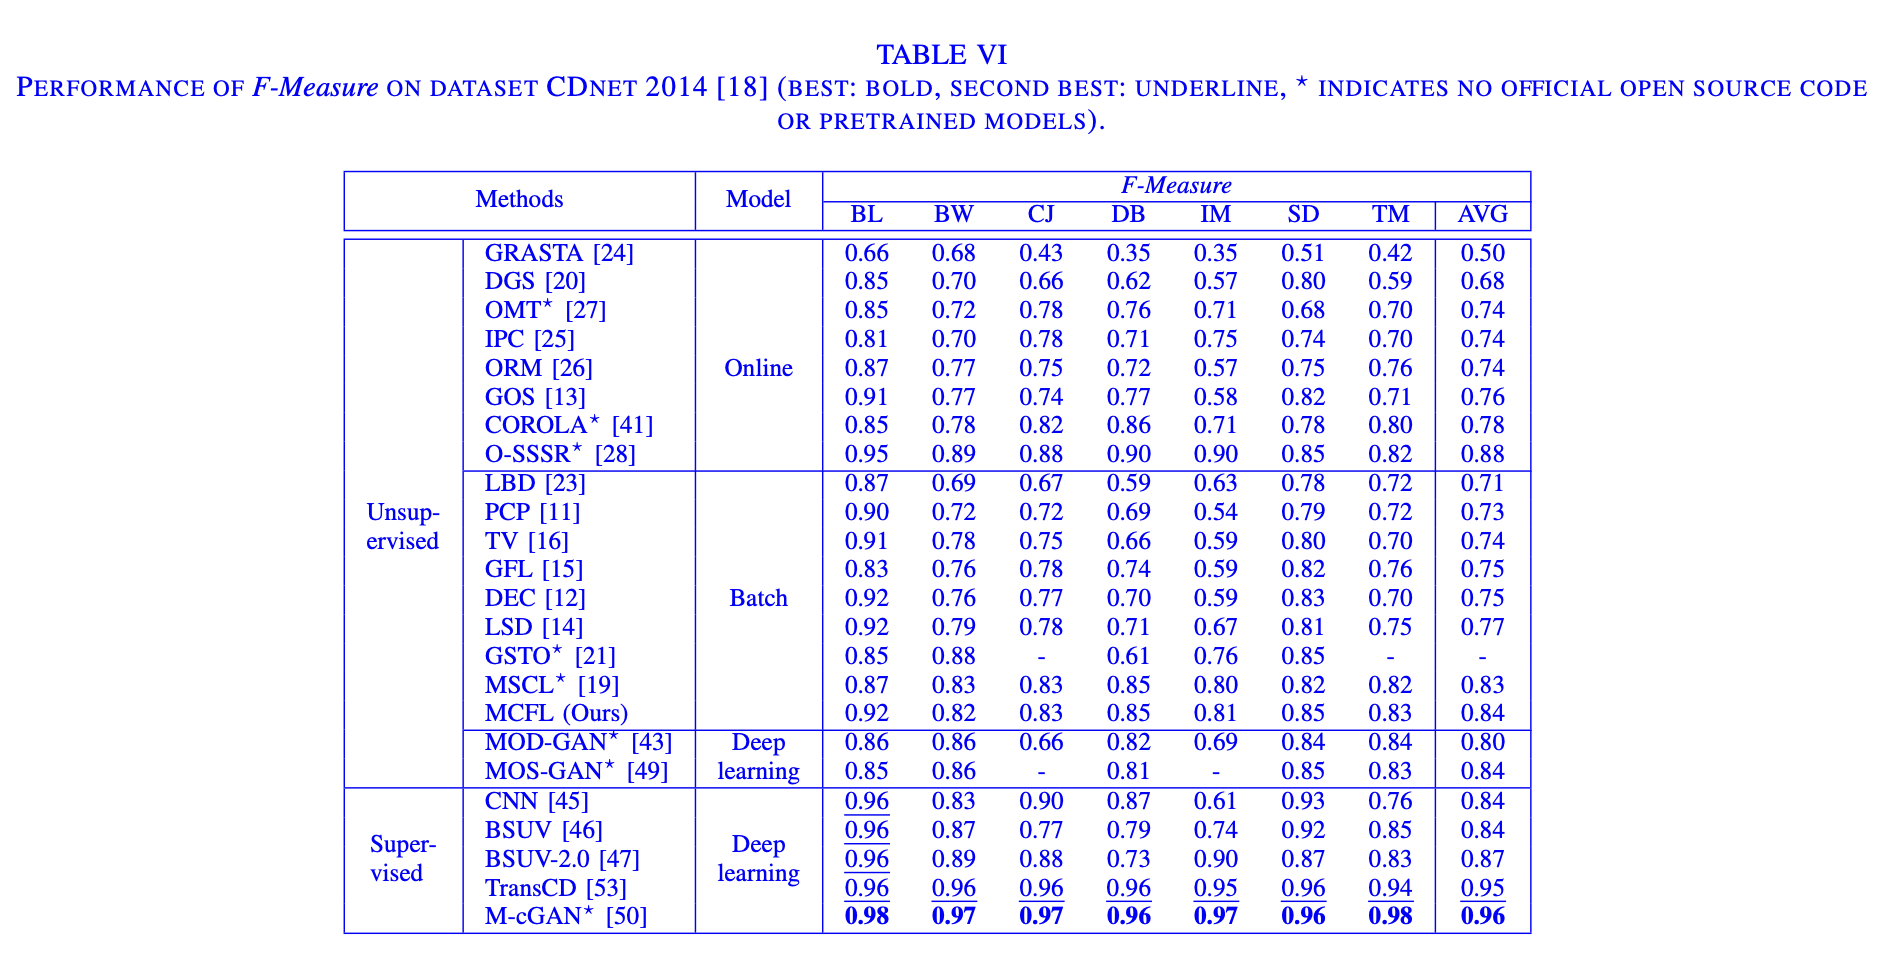 TABLE VI
PERFORMANCE OF F-Measure ON DATASET CDNET 2014 [18] (BEST: BOLD, SECOND BEST: UNDERLINE, * INDICATES NO OFFICIAL OPEN SOURCE CODE
OR PRETRAINED MODELS).
Methods Model F-Measure
BL BW CJ DB IM SD TM AVG
Unsup-
ervised
Online
GRASTA [24] 0.66 0.68 0.43 0.35 0.35 0.51 0.42 0.50
DGS [20] 0.85 0.70 0.66 0.62 0.57 0.80 0.59 0.68
OMT* [27] 0.85 0.72 0.78 0.76 0.71 0.68 0.70 0.74
IPC [25] 0.81 0.70 0.78 0.71 0.75 0.74 0.70 0.74
ORM [26] 0.87 0.77 0.75 0.72 0.57 0.75 0.76 0.74
GOS [13] 0.91 0.77 0.74 0.77 0.58 0.82 0.71 0.76
COROLA* [41] 0.85 0.78 0.82 0.86 0.71 0.78 0.80 0.78
O-SSSR* [28] 0.95 0.89 0.88 0.90 0.90 0.85 0.82 0.88
Batch
LBD [23] 0.87 0.69 0.67 0.59 0.63 0.78 0.72 0.71
PCP [11] 0.90 0.72 0.72 0.69 0.54 0.79 0.72 0.73
TV [16] 0.91 0.78 0.75 0.66 0.59 0.80 0.70 0.74
GFL [15] 0.83 0.76 0.78 0.74 0.59 0.82 0.76 0.75
DEC [12] 0.92 0.76 0.77 0.70 0.59 0.83 0.70 0.75
LSD [14] 0.92 0.79 0.78 0.71 0.67 0.81 0.75 0.77
GSTO* [21] 0.85 0.88 - 0.61 0.76 0.85 - -
MSCL* [19] 0.87 0.83 0.83 0.85 0.80 0.82 0.82 0.83
MCFL (Ours) 0.92 0.82 0.83 0.85 0.81 0.85 0.83 0.84
Deep
learning
MOD-GAN* [43] 0.86 0.86 0.66 0.82 0.69 0.84 0.84 0.80
MOS-GAN* [49] 0.85 0.86 - 0.81 - 0.85 0.83 0.84
Super-
vised
Deep
learning
CNN [45] 0.96 0.83 0.90 0.87 0.61 0.93 0.76 0.84
BSUV [46] 0.96 0.87 0.77 0.79 0.74 0.92 0.85 0.84
BSUV-2.0 [47] 0.96 0.89 0.88 0.73 0.90 0.87 0.83 0.87
TransCD [53] 0.96 0.96 0.96 0.96 0.95 0.96 0.94 0.95
M-cGAN* [50] 0.98 0.97 0.97 0.96 0.97 0.96 0.98 0.96